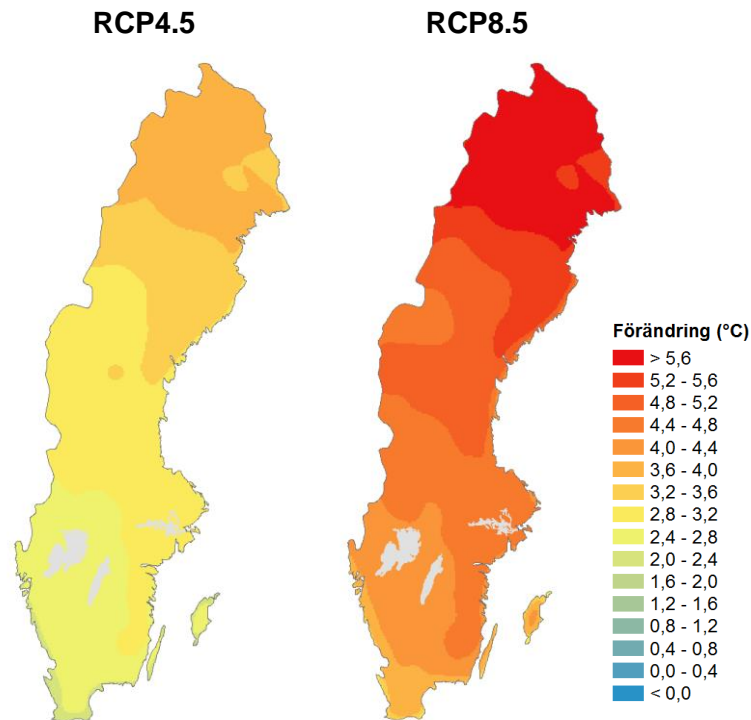 RCP4.5
RCP8.5
Förändring (°C)
> 5,6
5,2 - 5,6
4,8 - 5,2
4,4 - 4,8
4,0 - 4,4
3,6 - 4,0
3,2 - 3,6
2,8 - 3,2
2,4 - 2,8
2,0 - 2,4
1,6 - 2,0
1,2 - 1,6
0,8 - 1,2
0,4 - 0,8
0,0 - 0,4
< 0,0